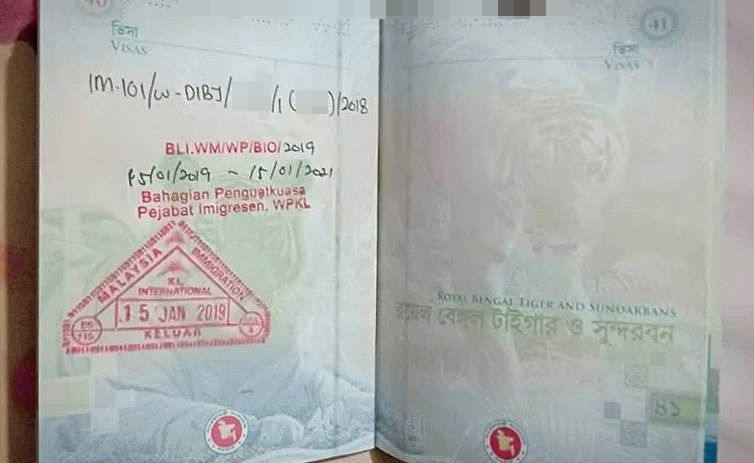 40
ভিসা
VISAS
IM.101/W-DIBJ/ /1( )/2018
BLI.WM/WP/BIO/2019
15/01/2019 - 15/01/2021
Bahagian Penguatkuasa
Pejabat Imigresen, WPKL
MALAYSIA IMMIGRATION
K.L.
INTERNATIONAL
15 JAN 2019
KELUAR
41
ভিসা
VISAS
ROYAL BENGAL TIGER AND SUNDARBANS
রয়েল বেঙ্গল টাইগার ও সুন্দরবন
৪১